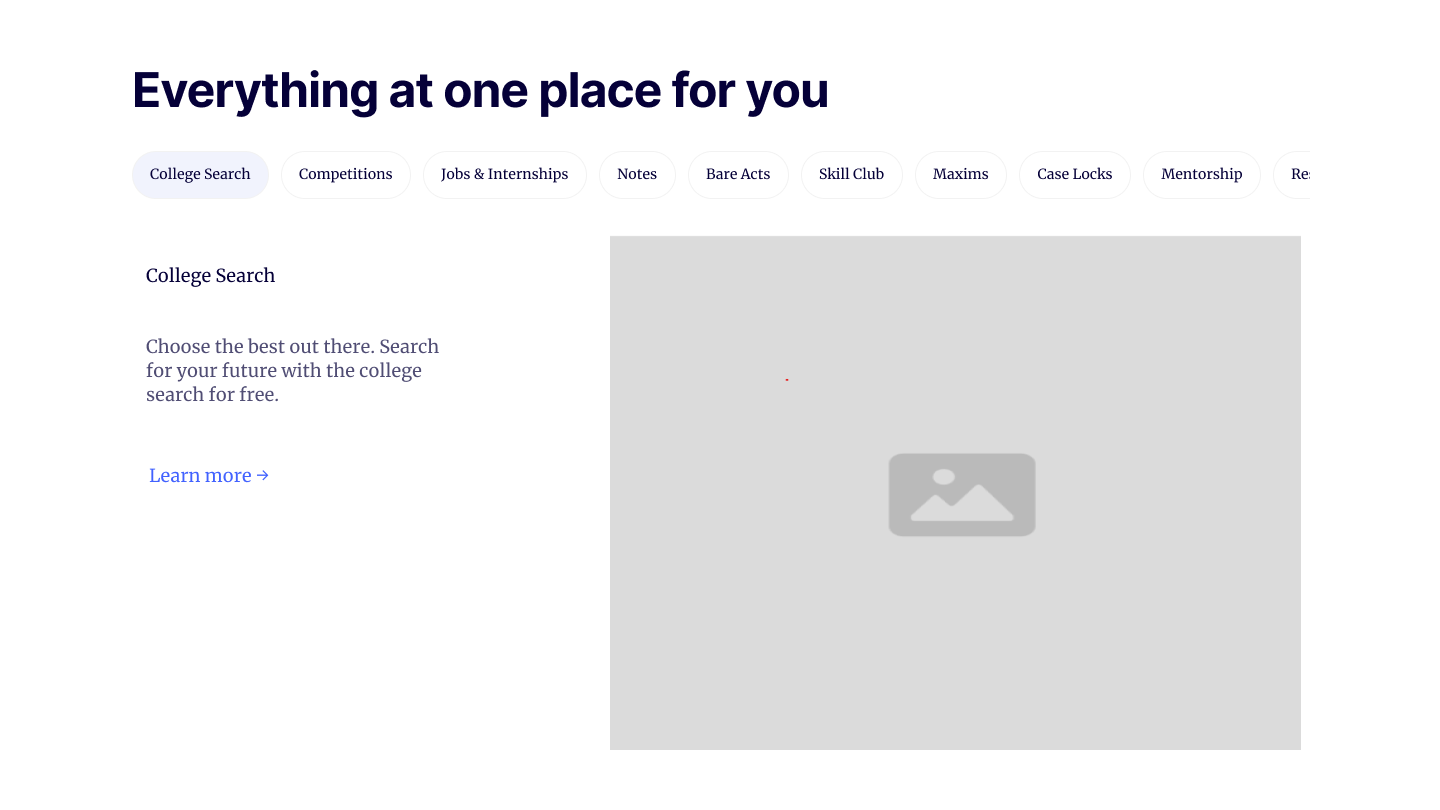 Everything at one place for you
College Search Competitions Jobs & Internships Notes Bare Acts Skill Club Maxims Case Locks Mentorship
College Search
Choose the best out there. Search
for your future with the college
search for free.
Learn more →